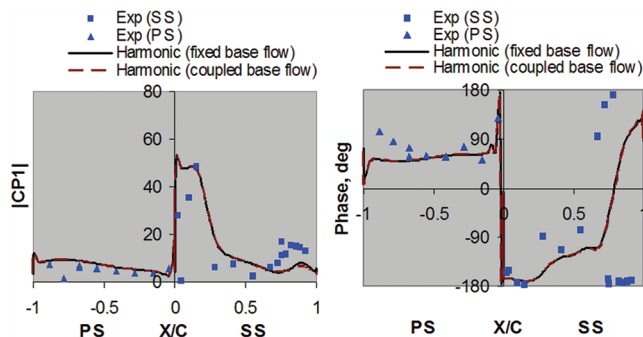 Exp (SS)
Exp (PS)
Harmonic (fixed base flow)
Harmonic (coupled base flow)
80
60
40
20
0
|CP1|
-1
-0.5
0
0.5
1
PS
X/C
SS
Exp (SS)
Exp (PS)
Harmonic (fixed base flow)
Harmonic (coupled base flow)
180
90
0
-90
-180
Phase, deg
-1
-0.5
0
0.5
1
PS
X/C
SS